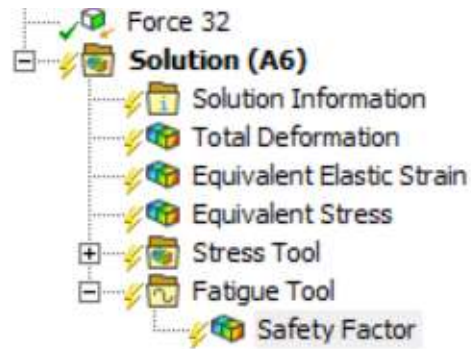 Force 32
Solution (A6)
Solution Information
Total Deformation
Equivalent Elastic Strain
Equivalent Stress
Stress Tool
Fatigue Tool
Safety Factor